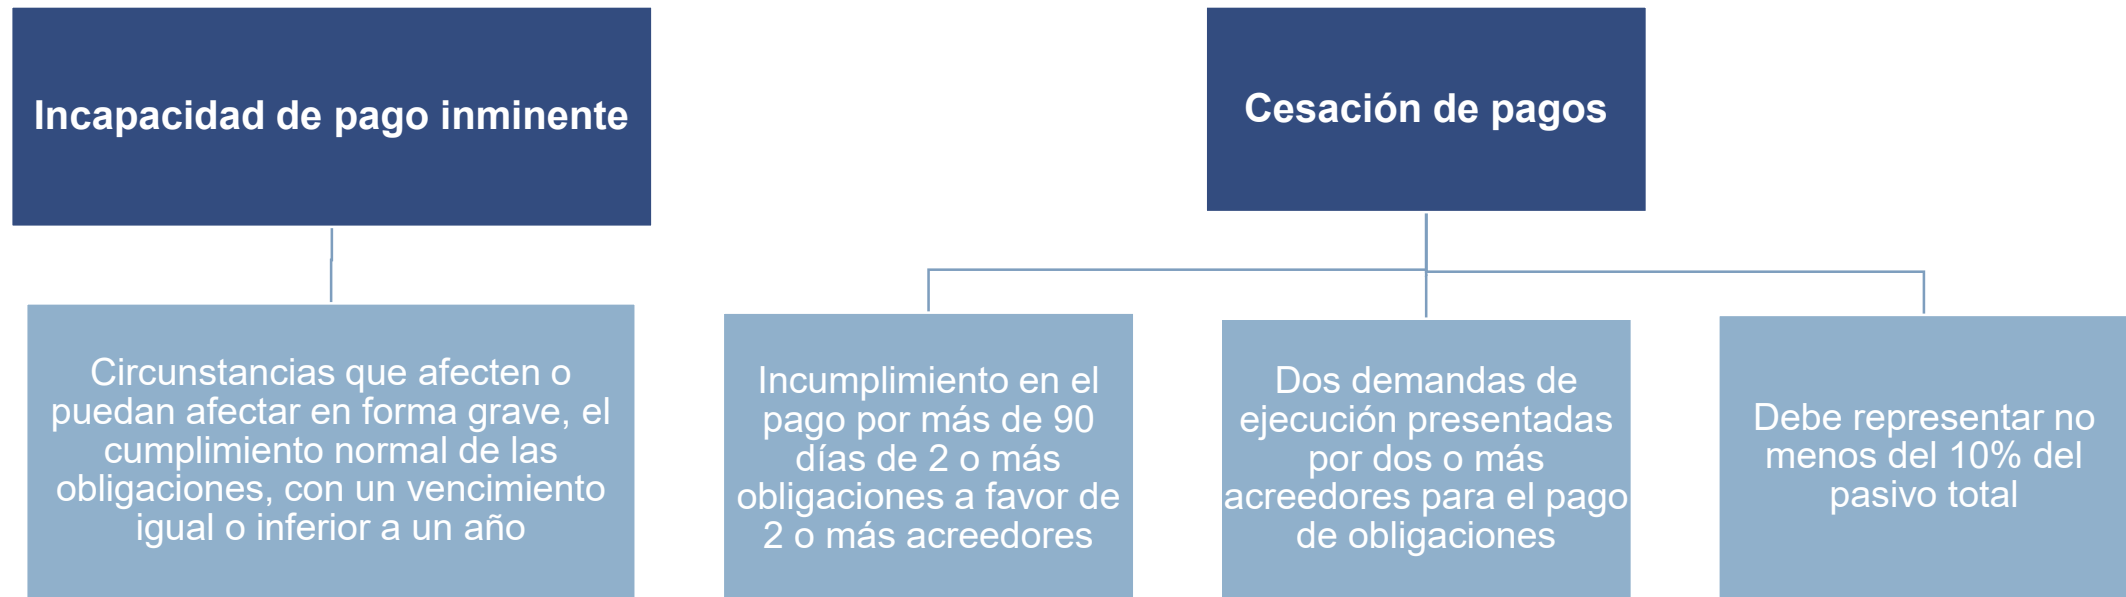 Incapacidad de pago inminente
Circunstancias que afecten o
puedan afectar en forma grave, el
cumplimiento normal de las
obligaciones, con un vencimiento
igual o inferior a un año
Cesación de pagos
Incumplimiento en el
pago por más de 90
días de 2 o más
obligaciones a favor de
2 o más acreedores
Dos demandas de
ejecución presentadas
por dos o más
acreedores para el pago
de obligaciones
Debe representar no
menos del 10% del
pasivo total